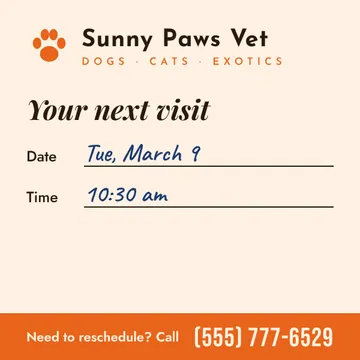 Sunny Paws Vet
DOGS · CATS · EXOTICS
Your next visit
Date Tue, March 9
Time 10:30 am
Need to reschedule? Call (555) 777-6529